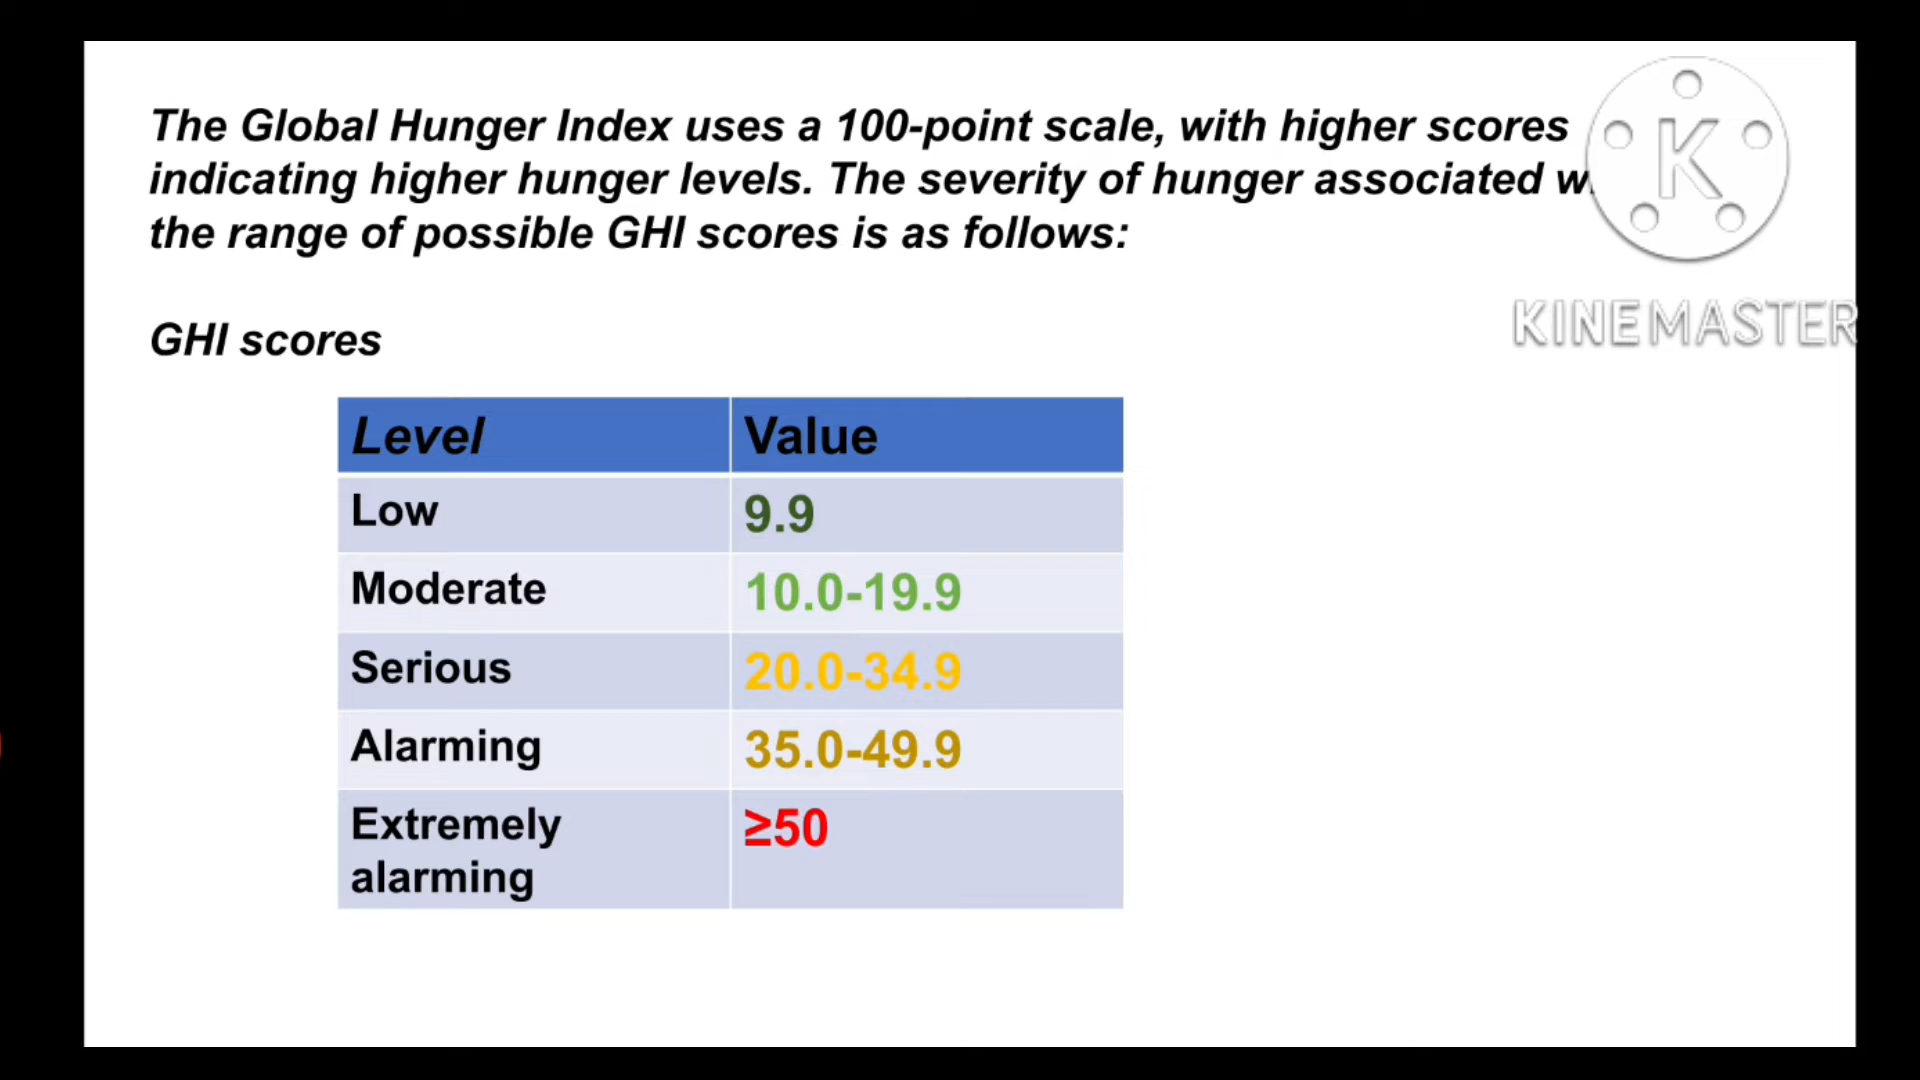 The Global Hunger Index uses a 100-point scale, with higher scores
indicating higher hunger levels. The severity of hunger associated
the range of possible GHI scores is as follows:
GHI scores
Level Value
Low 9.9
Moderate 10.0-19.9
Serious 20.0-34.9
Alarming 35.0-49.9
Extremely ≥50
alarming
K
KINEMASTER